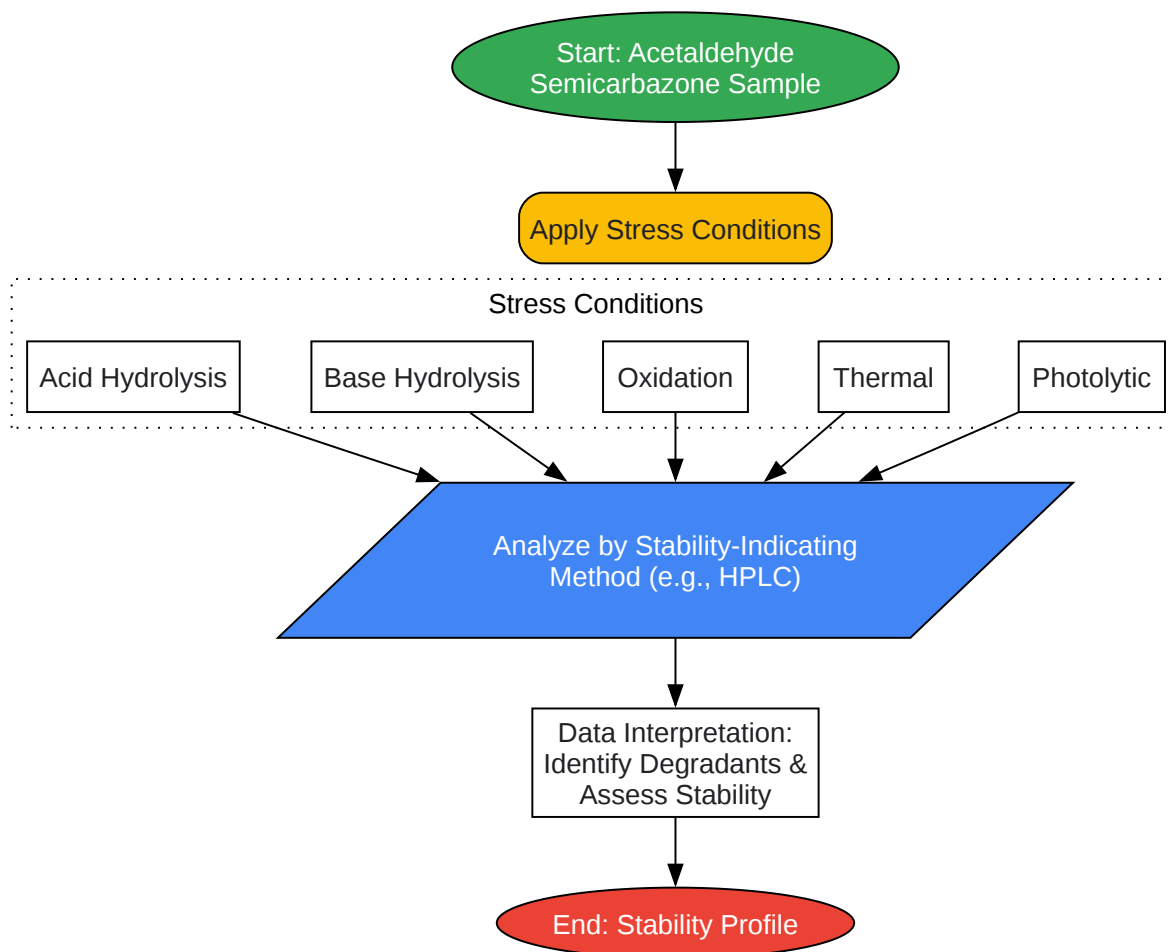 Start: Acetaldehyde
Semicarbazone Sample
Apply Stress Conditions
Stress Conditions
Acid Hydrolysis
Base Hydrolysis
Oxidation
Thermal
Photolytic
Analyze by Stability-Indicating
Method (e.g., HPLC)
Data Interpretation:
Identify Degradants &
Assess Stability
End: Stability Profile